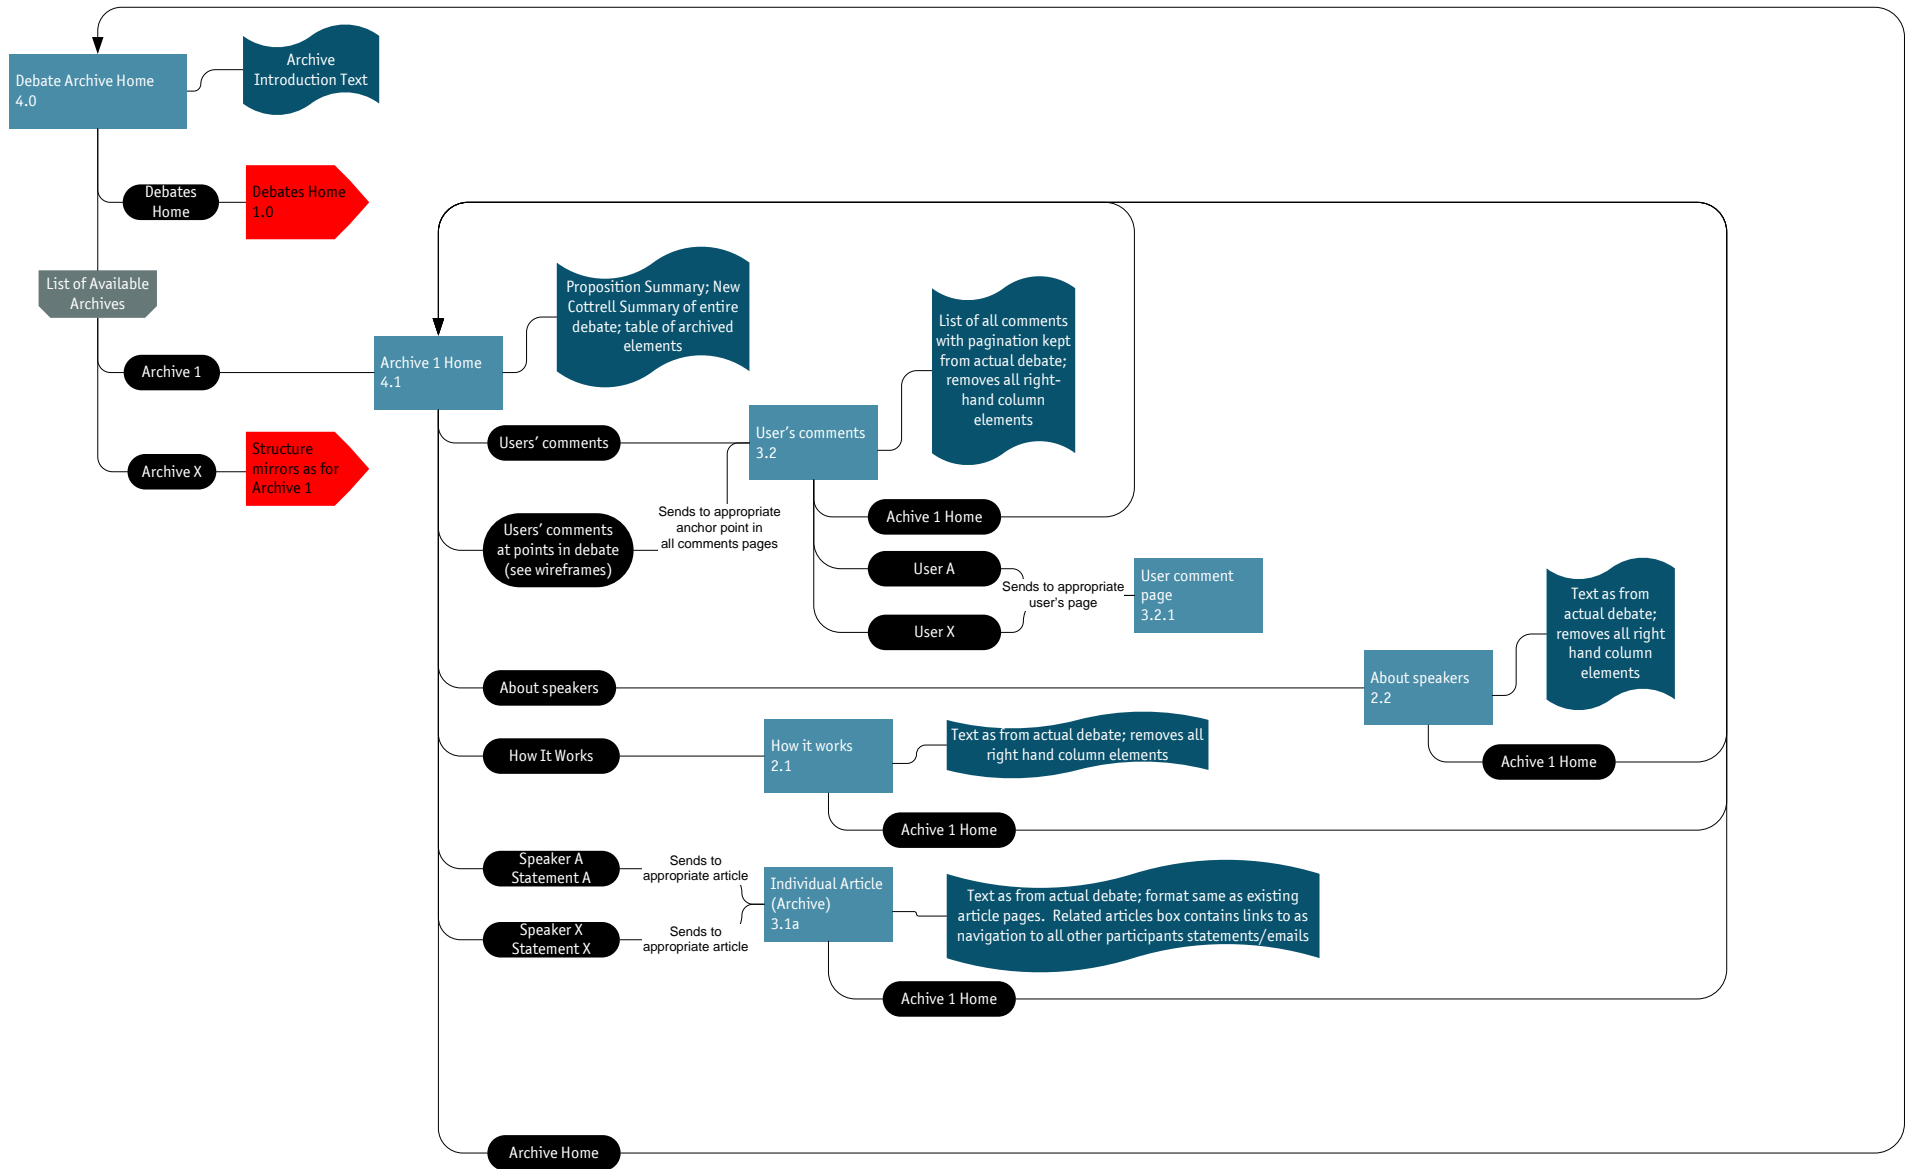 Archive
Introduction Text
Debate Archive Home
4.0
Debates
Home
Debates Home
1.0
List of Available
Archives
Archive 1
Archive X
Structure
mirrors as for
Archive 1
Archive 1 Home
4.1
Proposition Summary; New
Cottrell Summary of entire
debate; table of archived
elements
List of all comments
with pagination kept
from actual debate;
removes all right-
hand column
elements
Users' comments
User's comments
3.2
Users' comments
at points in debate
(see wireframes)
Sends to appropriate
anchor point in
all comments pages
Achive 1 Home
User A
User X
Sends to appropriate
user's page
User comment
page
3.2.1
Text as from
actual debate;
removes all right
hand column
elements
About speakers
About speakers
2.2
Achive 1 Home
How It Works
How it works
2.1
Text as from actual debate; removes all
right hand column elements
Achive 1 Home
Speaker A
Statement A
Sends to
appropriate article
Speaker X
Statement X
Sends to
appropriate article
Individual Article
(Archive)
3.1a
Text as from actual debate; format same as existing
article pages. Related articles box contains links to as
navigation to all other participants statements/emails
Achive 1 Home
Archive Home